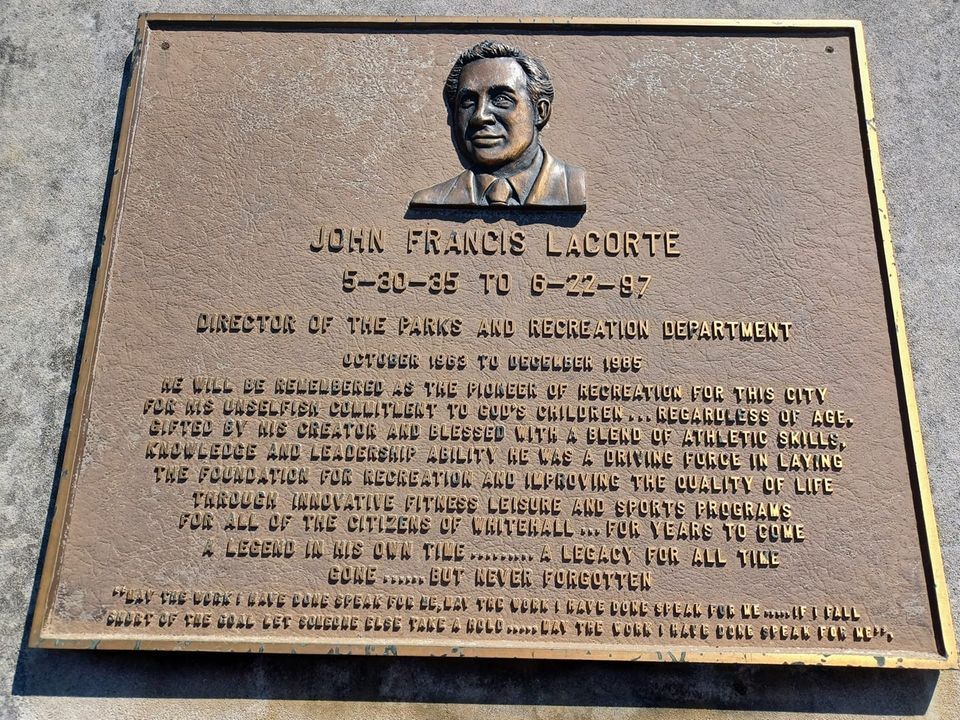 JOHN FRANCIS LACORTE
5-30-35 TO 6-22-97
DIRECTOR OF THE PARKS AND RECREATION DEPARTMENT
OCTOBER 1963 TO DECEMBER 1985
HE WILL BE REMEMBERED AS THE PIONEER OF RECREATION FOR THIS CITY
FOR HIS UNSELFISH COMMITMENT TO GOD'S CHILDREN... REGARDLESS OF AGE.
GIFTED BY HIS CREATOR AND BLESSED WITH A BLEND OF ATHLETIC SKILLS,
KNOWLEDGE AND LEADERSHIP ABILITY HE WAS A DRIVING FORCE IN LAYING
THE FOUNDATION FOR RECREATION AND IMPROVING THE QUALITY OF LIFE
THROUGH INNOVATIVE FITNESS LEISURE AND SPORTS PROGRAMS
FOR ALL OF THE CITIZENS OF WHITEHALL... FOR YEARS TO COME
A LEGEND IN HIS OWN TIME......... A LEGACY FOR ALL TIME
GONE...... BUT NEVER FORGOTTEN
"MAY THE WORK I HAVE DONE SPEAK FOR ME, MAY THE WORK I HAVE DONE SPEAK FOR ME..... IF I FALL
SHORT OF THE GOAL LET SOMEONE ELSE TAKE A HOLD..... MAY THE WORK I HAVE DONE SPEAK FOR ME".